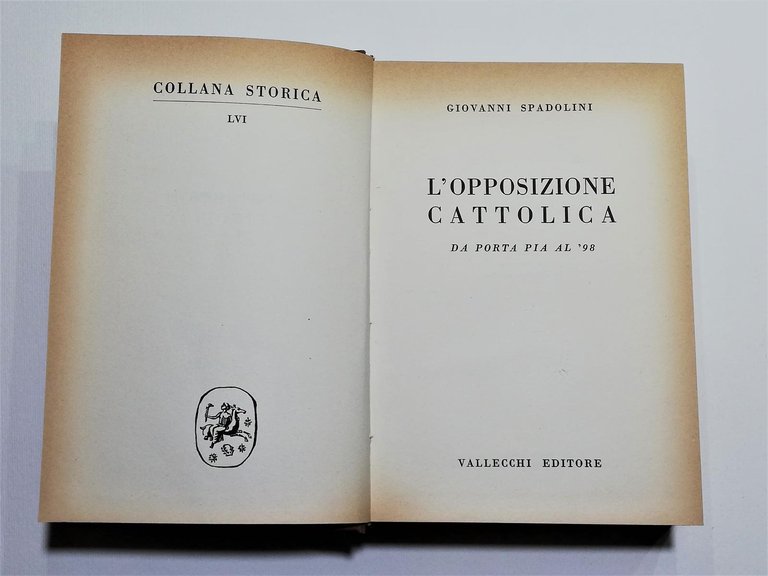 COLLANA STORICA
LVI
GIOVANNI SPADOLINI
L'OPPOSIZIONE
CATTOLICA
DA PORTA PIA AL '98
VALLECCHI EDITORE